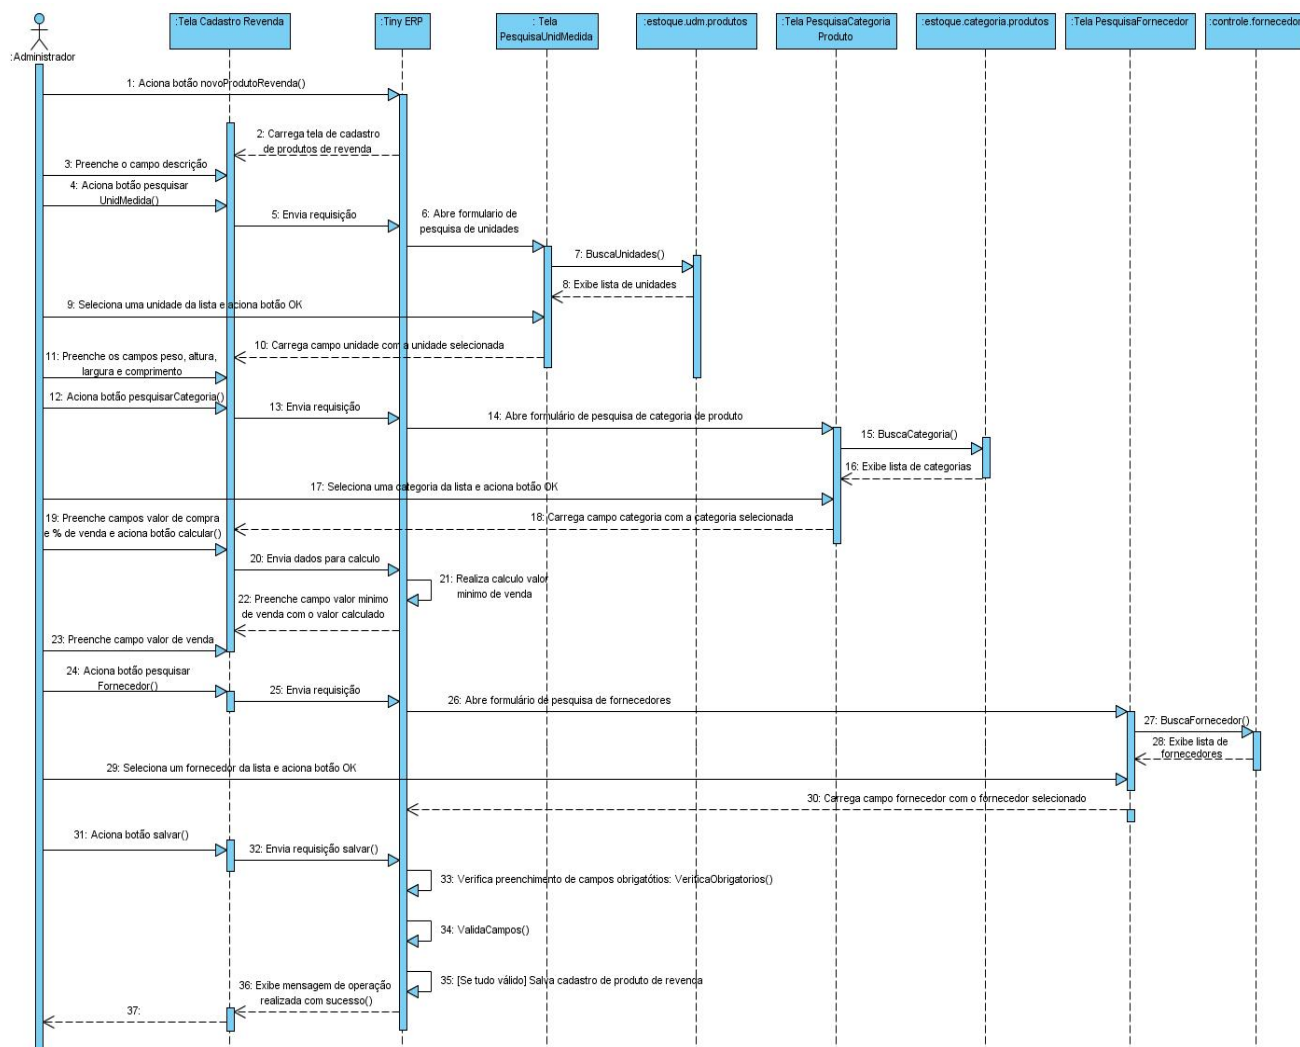 :Tela Cadastro Revenda
:Tiny ERP
: Tela
PesquisaUnidMedida
:estoque.udm.produtos
:Tela PesquisaCategoria
Produto
:estoque.categoria.produtos
:Tela PesquisaFornecedor
:controle.fornecedor
:Administrador
1: Aciona botão novoProdutoRevenda()
2: Carrega tela de cadastro
de produtos de revenda
3: Preenche o campo descrição
4: Aciona botão pesquisar
UnidMedida()
5: Envia requisição
6: Abre formulario de
pesquisa de unidades
7: BuscaUnidades()
8: Exibe lista de unidades
9: Seleciona uma unidade da lista e aciona botão OK
10: Carrega campo unidade com a unidade selecionada
11: Preenche os campos peso, altura,
largura e comprimento
12: Aciona botão pesquisarCategoria()
13: Envia requisição
14: Abre formulário de pesquisa de categoria de produto
15: BuscaCategoria()
16: Exibe lista de categorias
17: Seleciona uma categoria da lista e aciona botão OK
18: Carrega campo categoria com a categoria selecionada
19: Preenche campos valor de compra
e % de venda e aciona botão calcular()
20: Envia dados para calculo
21: Realiza calculo valor
minimo de venda
22: Preenche campo valor minimo
de venda com o valor calculado
23: Preenche campo valor de venda
24: Aciona botão pesquisar
Fornecedor()
25: Envia requisição
26: Abre formulário de pesquisa de fornecedores
27: BuscaFornecedor()
28: Exibe lista de
fornecedores
29: Seleciona um fornecedor da lista e aciona botão OK
30: Carrega campo fornecedor com o fornecedor selecionado
31: Aciona botão salvar()
32: Envia requisição salvar()
33: Verifica preenchimento de campos obrigatótios: VerificaObrigatorios()
34: ValidaCampos()
35: [Se tudo válido] Salva cadastro de produto de revenda
36: Exibe mensagem de operação
realizada com sucesso()
37: